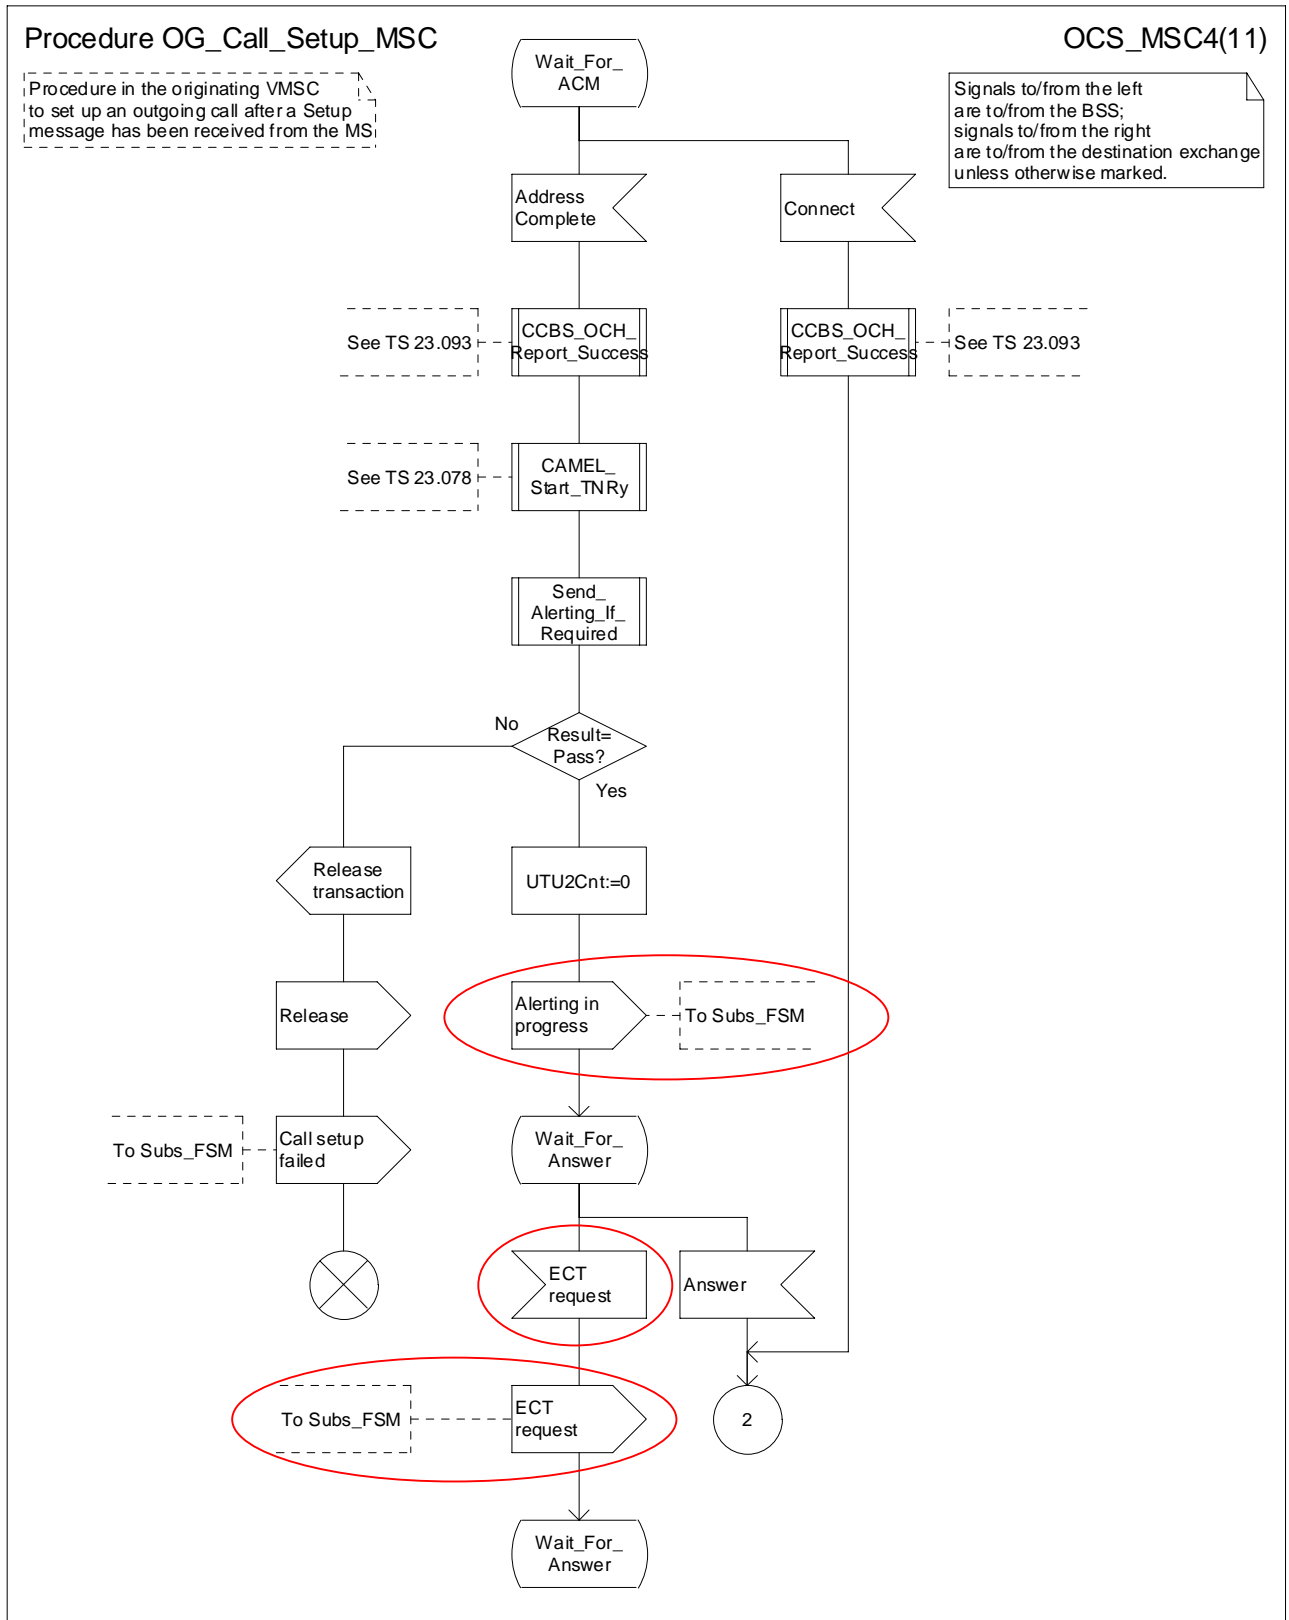 Procedure OG_Call_Setup_MSC
OCS_MSC4(11)
Procedure in the originating VMSC
to set up an outgoing call after a Setup
message has been received from the MS
Signals to/from the left
are to/from the BSS;
signals to/from the right
are to/from the destination exchange
unless otherwise marked.
Wait_For_
ACM
Address
Complete
Connect
See TS 23.093
CCBS_OCH_
Report_Success
CCBS_OCH_
Report_Success
See TS 23.093
See TS 23.078
CAMEL_
Start_TNRy
Send_
Alerting_If_
Required
No
Result=
Pass?
Yes
Release
transaction
UTU2Cnt:=0
Release
Alerting in
progress
To Subs_FSM
To Subs_FSM
Call setup
failed
Wait_For_
Answer
ECT
request
Answer
To Subs_FSM
ECT
request
2
Wait_For_
Answer